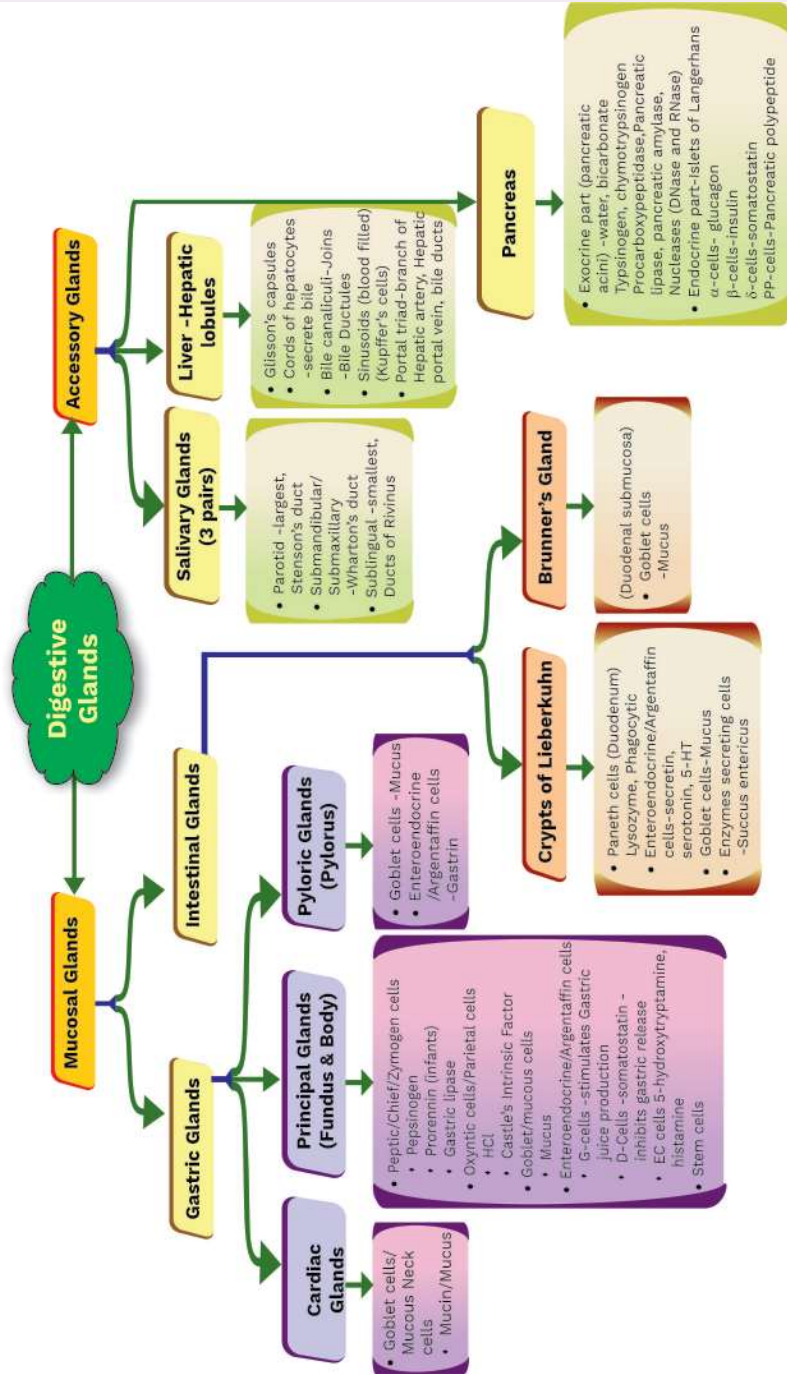 Digestive
Glands
Mucosal Glands
Accessory Glands
Gastric Glands
Intestinal Glands
Salivary Glands
(3 pairs)
Liver -Hepatic
lobules
Pancreas
• Parotid -largest,
Stenson's duct
• Submandibular/
Submaxillary
-Wharton's duct
• Sublingual -smallest,
Ducts of Rivinus
• Glisson's capsules
• Cords of hepatocytes
-secrete bile
• Bile canaliculi-Joins
-Bile Ductules
• Sinusoids (blood filled)
(Kupffer's cells)
• Portal triad-branch of
Hepatic artery, Hepatic
portal vein, bile ducts
• Exocrine part (pancreatic
acini) -water, bicarbonate
Typsinogen, chymotrypsinogen
Procarboxypeptidase,Pancreatic
lipase, pancreatic amylase,
Nucleases (DNase and RNase)
• Endocrine part-Islets of Langerhans
α-cells- glucagon
β-cells-insulin
δ-cells-somatostatin
PP-cells-Pancreatic polypeptide
Cardiac
Glands
Principal Glands
(Fundus & Body)
Pyloric Glands
(Pylorus)
• Goblet cells/
Mucous Neck
cells
• Mucin/Mucus
• Peptic/Chief/Zymogen cells
• Pepsinogen
• Prorennin (infants)
• Gastric lipase
• Oxyntic cells/Parietal cells
• HCl
• Castle's Intrinsic Factor
• Goblet/mucous cells
• Mucus
• Enteroendocrine/Argentaffin cells
• G-cells -stimulates Gastric
juice production
• D-Cells -somatostatin -
inhibits gastric release
• EC cells 5-hydroxytryptamine,
histamine
• Stem cells
• Goblet cells -Mucus
• Enteroendocrine
/Argentaffin cells
-Gastrin
Crypts of Lieberkuhn
Brunner's Gland
• Paneth cells (Duodenum)
Lysozyme, Phagocytic
• Enteroendocrine/Argentaffin
cells-secretin,
serotonin, 5-HT
• Goblet cells-Mucus
• Enzymes secreting cells
-Succus entericus
(Duodenal submucosa)
• Goblet cells
-Mucus